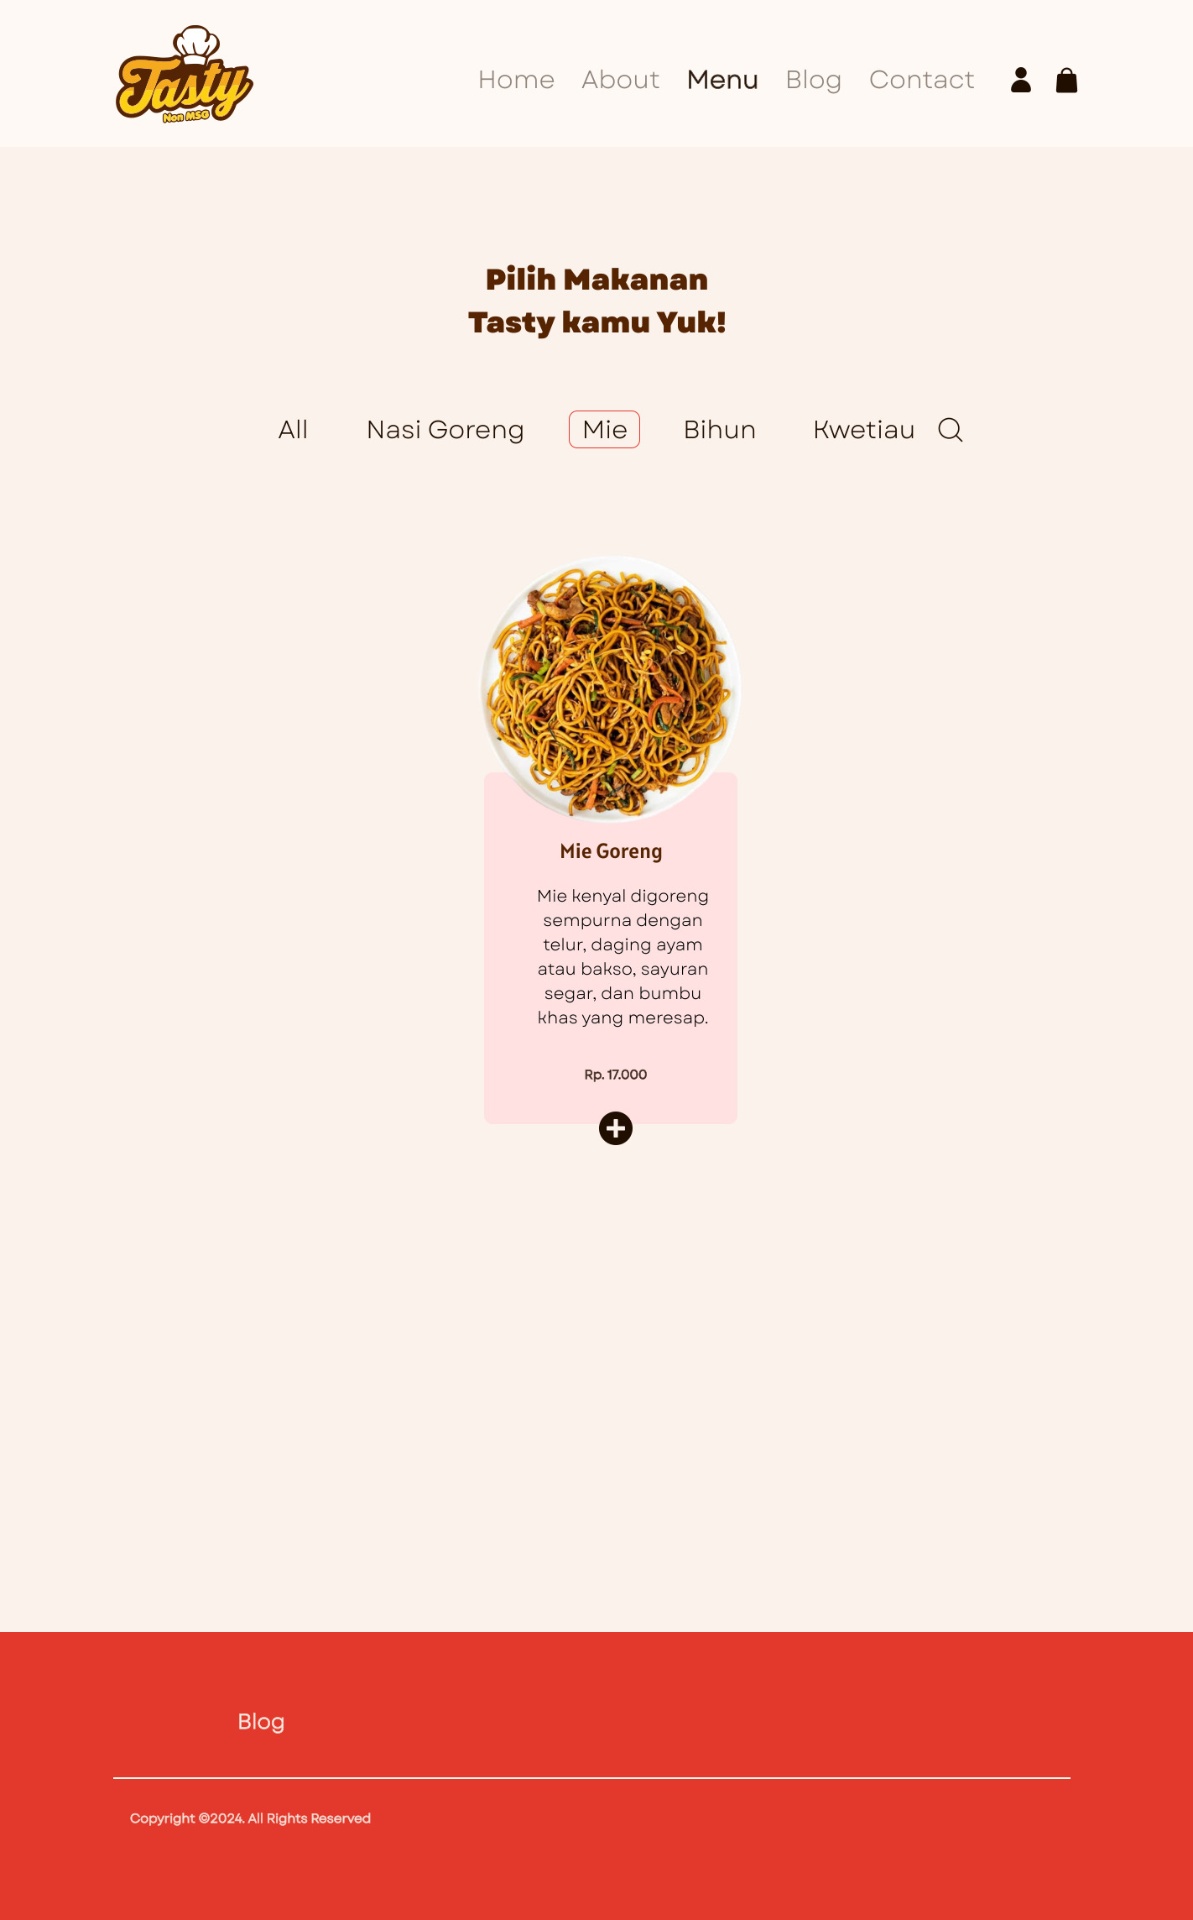 Tasty
Non MSG
Home About Menu Blog Contact
Pilih Makanan
Tasty kamu Yuk!
All Nasi Goreng Mie Bihun Kwetiau
Mie Goreng
Mie kenyal digoreng
sempurna dengan
telur, daging ayam
atau bakso, sayuran
segar, dan bumbu
khas yang meresap.
Rp. 17.000
Blog
Copyright ©2024. All Rights Reserved